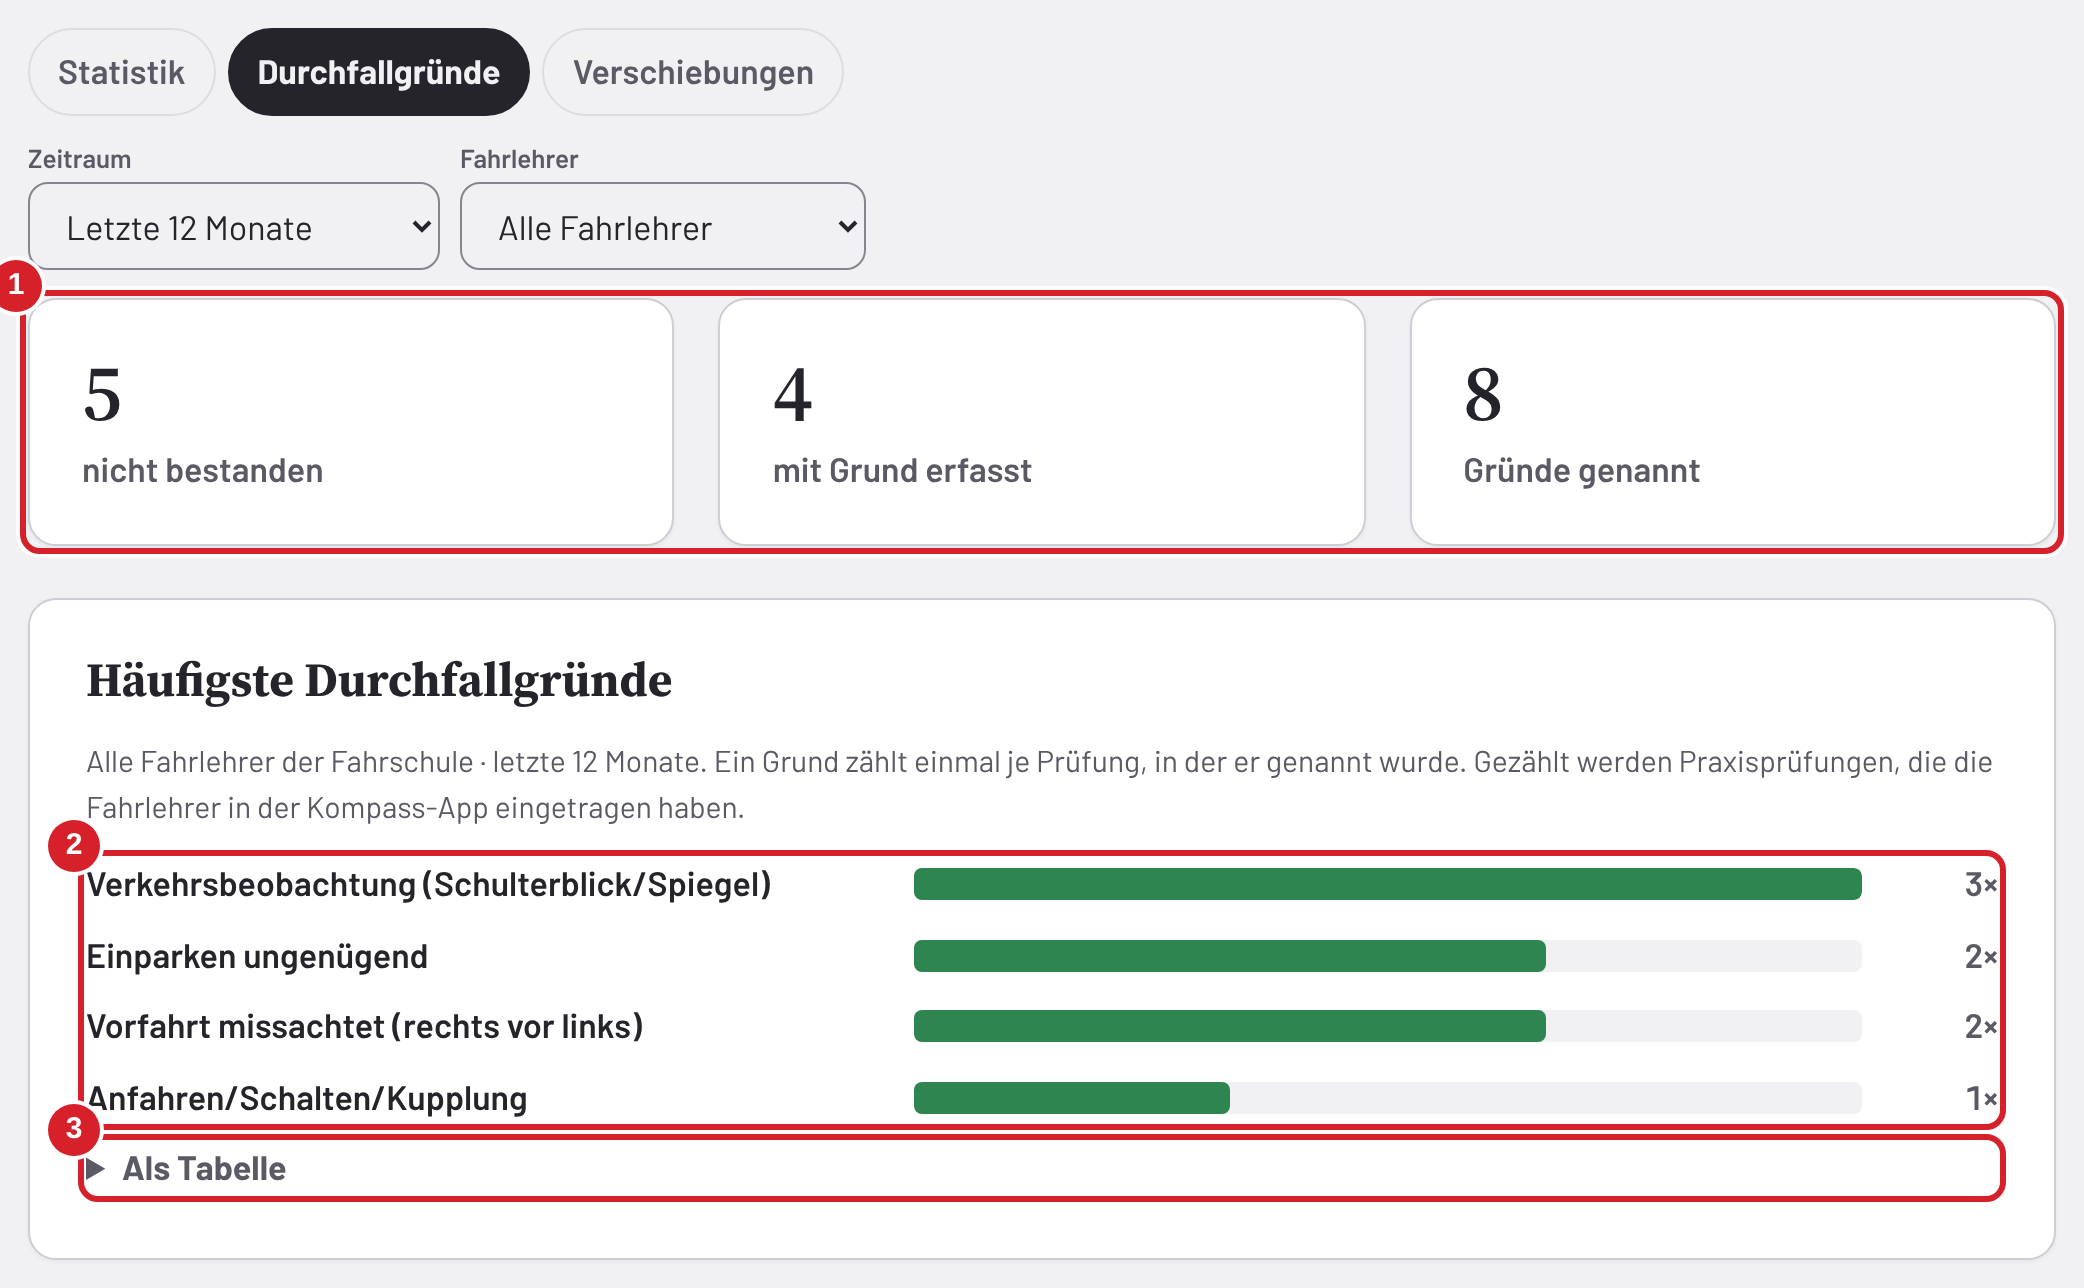 Statistik Durchfallgründe Verschiebungen
Zeitraum Fahrlehrer
Letzte 12 Monate Alle Fahrlehrer
1
5 4 8
nicht bestanden mit Grund erfasst Gründe genannt
Häufigste Durchfallgründe
Alle Fahrlehrer der Fahrschule · letzte 12 Monate. Ein Grund zählt einmal je Prüfung, in der er genannt wurde. Gezählt werden Praxisprüfungen, die die
Fahrlehrer in der Kompass-App eingetragen haben.
2
Verkehrsbeobachtung (Schulterblick/Spiegel) 3×
Einparken ungenügend 2×
Vorfahrt missachtet (rechts vor links) 2×
Anfahren/Schalten/Kupplung 1×
3
Als Tabelle